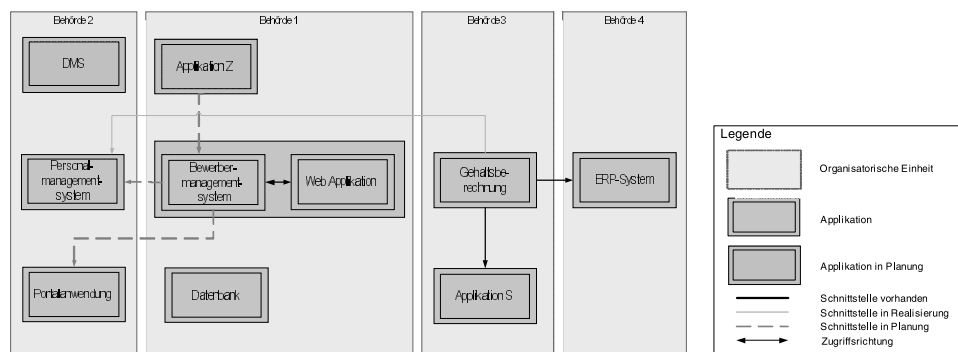 Behörde 2
Behörde 1
Behörde3
Behörde 4
DMS
Applikation Z
Personal-
management-
system
Bewerber-
management-
system
Web Applikation
Gehaltsbe-
rechnung
ERP-System
Portalanwendung
Datenbank
Applikation S
Legende
Organisatorische Einheit
Applikation
Applikation in Planung
Schnittstelle vorhanden
Schnittstelle in Realisierung
Schnittstelle in Planung
Zugriffsrichtung